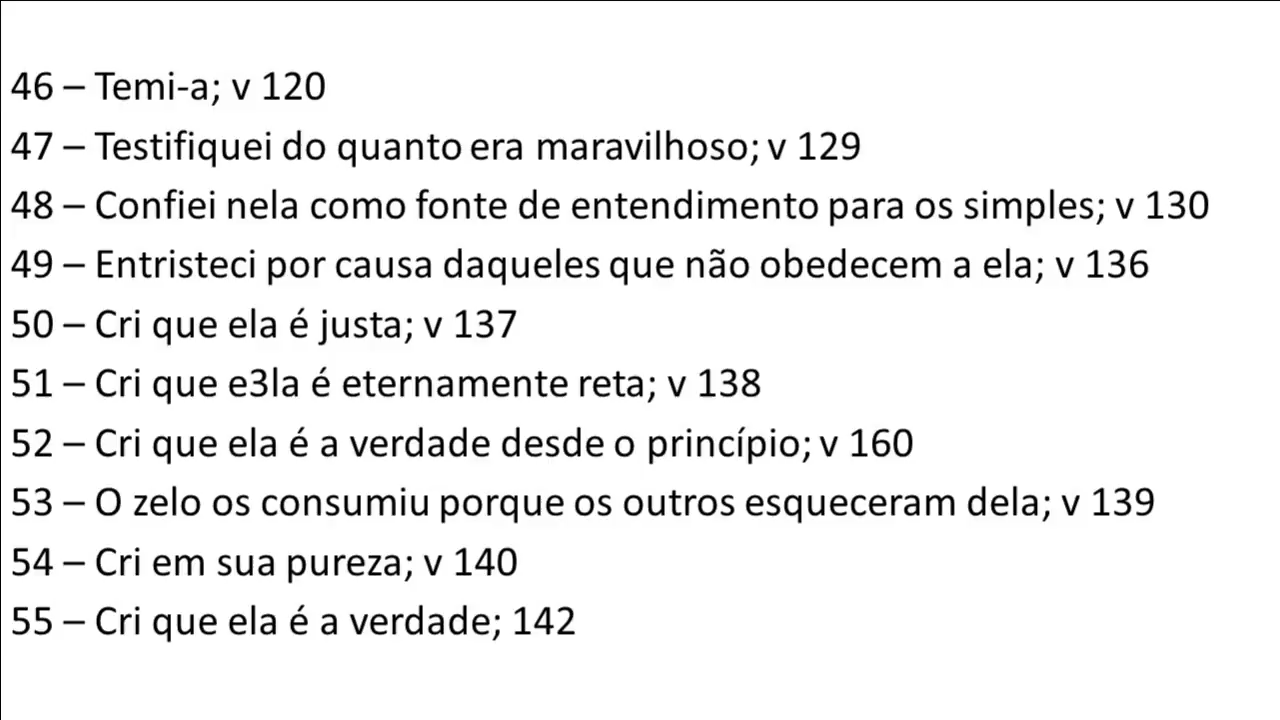 46 – Temi-a; v 120
47 – Testifiquei do quanto era maravilhoso; v 129
48 – Confiei nela como fonte de entendimento para os simples; v 130
49 – Entristeci por causa daqueles que não obedecem a ela; v 136
50 – Cri que ela é justa; v 137
51 – Cri que e3la é eternamente reta; v 138
52 – Cri que ela é a verdade desde o princípio; v 160
53 – O zelo os consumiu porque os outros esqueceram dela; v 139
54 – Cri em sua pureza; v 140
55 – Cri que ela é a verdade; 142